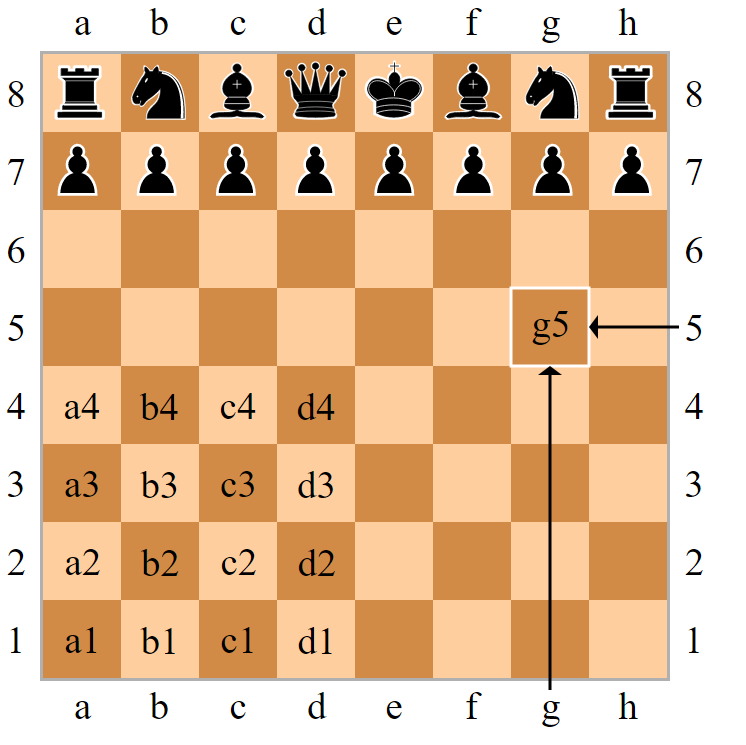 a b c d e f g h
8 8
7 7
6 6
5 g5 5
4 a4 b4 c4 d4 4
3 a3 b3 c3 d3 3
2 a2 b2 c2 d2 2
1 a1 b1 c1 d1 1
a b c d e f g h